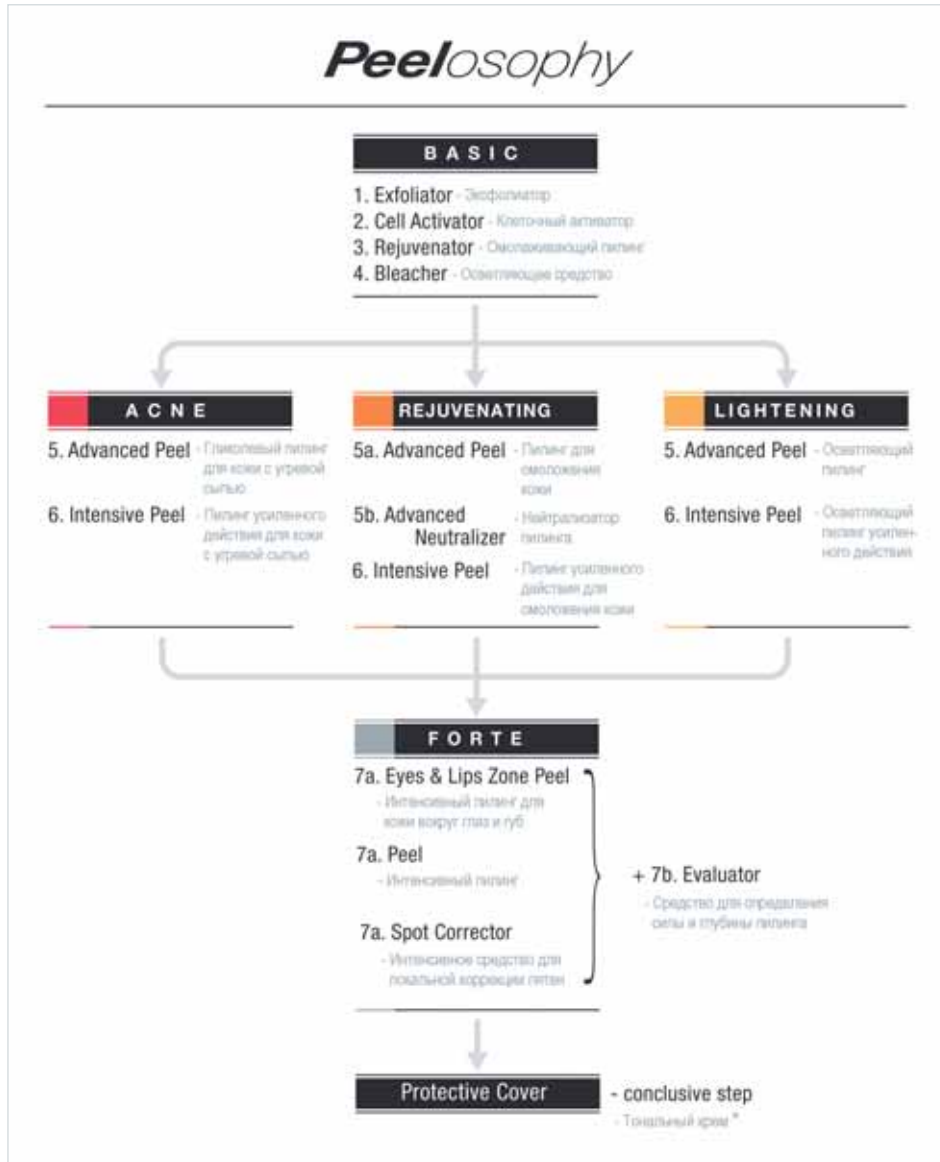 Peelosophy
BASIC
1. Exfoliator - Экофолиатор
2. Cell Activator - Клеточный активатор
3. Rejuvenator - Омолаживающий пилинг
4. Bleacher - Осветляющее средство
ACNE
5. Advanced Peel - Гликолевый пилинг
для кожи с угревой
сыпью
6. Intensive Peel - Пилинг усиленного
действия для кожи
с угревой сыпью
REJUVENATING
5a. Advanced Peel - Пилинг для
омоложения
кожи
5b. Advanced
Neutralizer - Нейтрализатор
пилинга
6. Intensive Peel - Пилинг усиленного
действия для
омоложения кожи
LIGHTENING
5. Advanced Peel - Осветляющий
пилинг
6. Intensive Peel - Осветляющий
пилинг усилен-
ного действия
FORTE
7a. Eyes & Lips Zone Peel
- Интенсивный пилинг для
кожи вокруг глаз и губ
7a. Peel
- Интенсивный пилинг
7a. Spot Corrector
- Интенсивное средство для
локальной коррекции пятен
+ 7b. Evaluator
- Средство для определения
силы и глубины пилинга
Protective Cover - conclusive step
- Тональный крем *